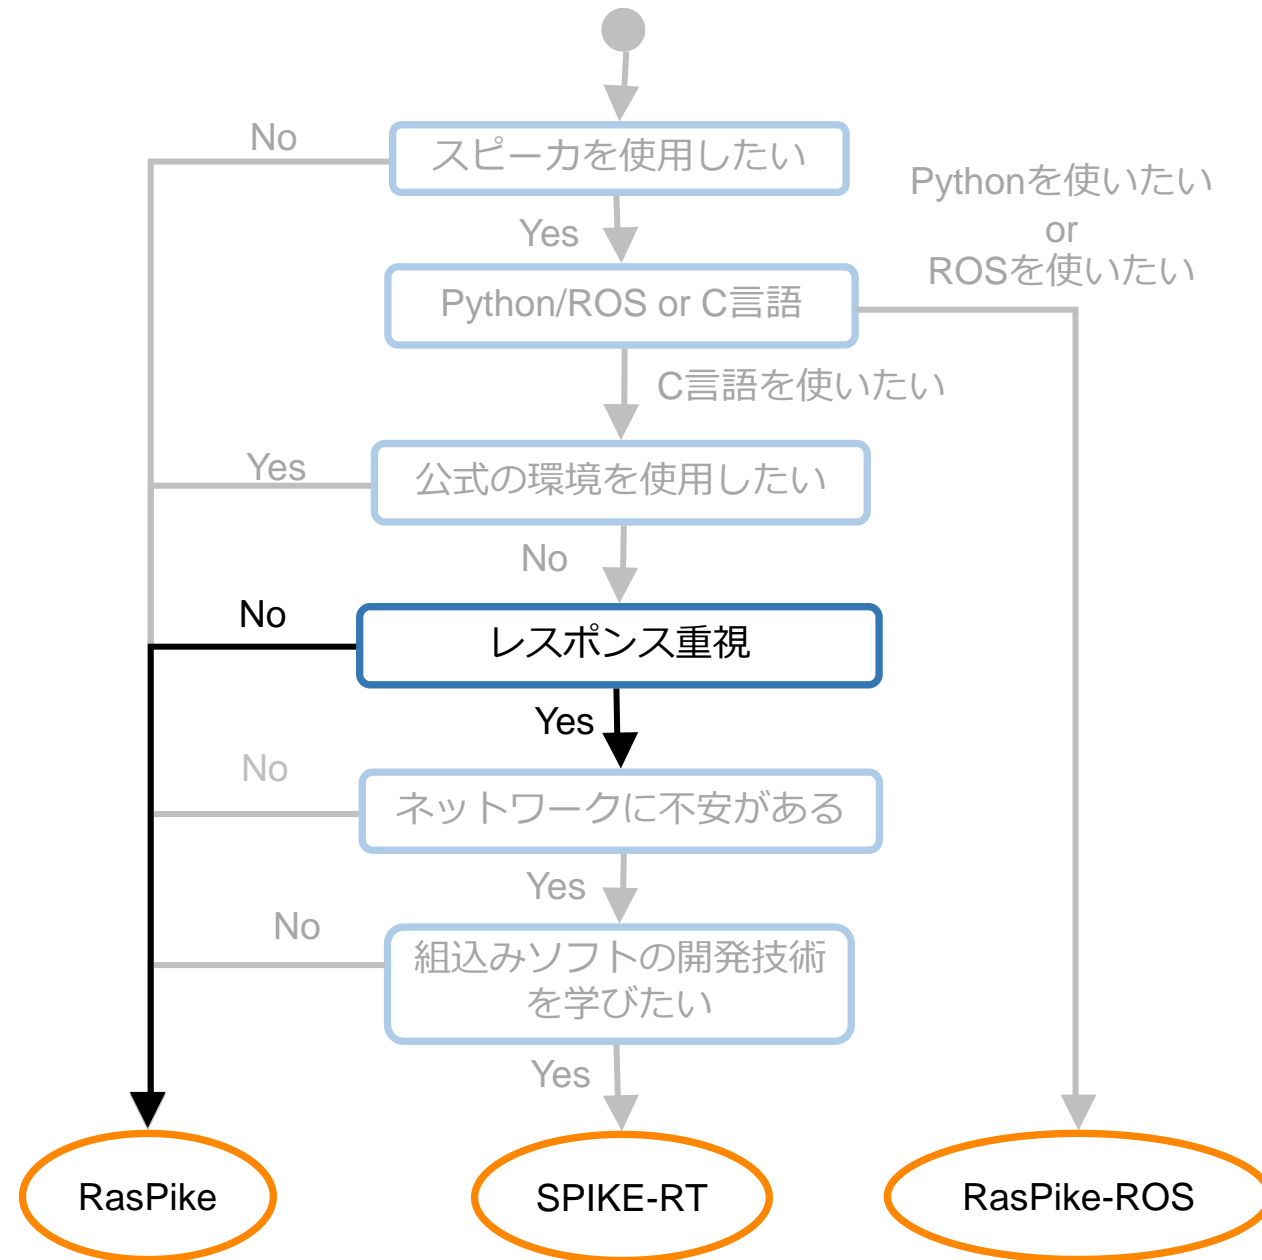 No
スピーカを使用したい
Pythonを使いたい
or
ROSを使いたい
Yes
Python/ROS or C言語
C言語を使いたい
Yes
公式の環境を使用したい
No
No
レスポンス重視
Yes
No
ネットワークに不安がある
Yes
No
組込みソフトの開発技術
を学びたい
Yes
RasPike
SPIKE-RT
RasPike-ROS